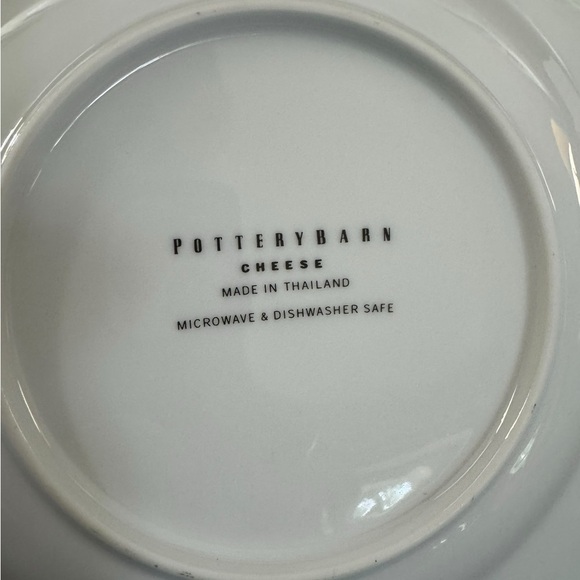 POTTERYBARN
CHEESE
MADE IN THAILAND
MICROWAVE & DISHWASHER SAFE